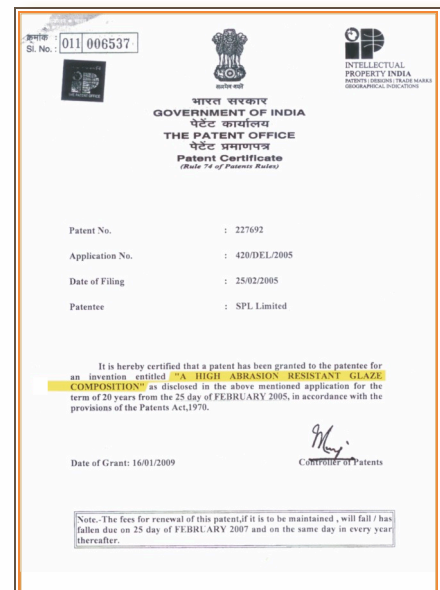 क्रमांक :
Sl. No. : 011 006537
INTELLECTUAL
PROPERTY INDIA
PATENTS | DESIGNS | TRADE MARKS
GEOGRAPHICAL INDICATIONS
सत्यमेव जयते
भारत सरकार
GOVERNMENT OF INDIA
पेटेंट कार्यालय
THE PATENT OFFICE
पेटेंट प्रमाणपत्र
Patent Certificate
(Rule 74 of Patents Rules)
Patent No. : 227692
Application No. : 420/DEL/2005
Date of Filing : 25/02/2005
Patentee : SPL Limited
It is hereby certified that a patent has been granted to the patentee for
an invention entitled "A HIGH ABRASION RESISTANT GLAZE
COMPOSITION" as disclosed in the above mentioned application for the
term of 20 years from the 25 day of FEBRUARY 2005, in accordance with the
provisions of the Patents Act,1970.
Date of Grant: 16/01/2009
Controller of Patents
Note.-The fees for renewal of this patent,if it is to be maintained , will fall / has
fallen due on 25 day of FEBRUARY 2007 and on the same day in every year
thereafter.